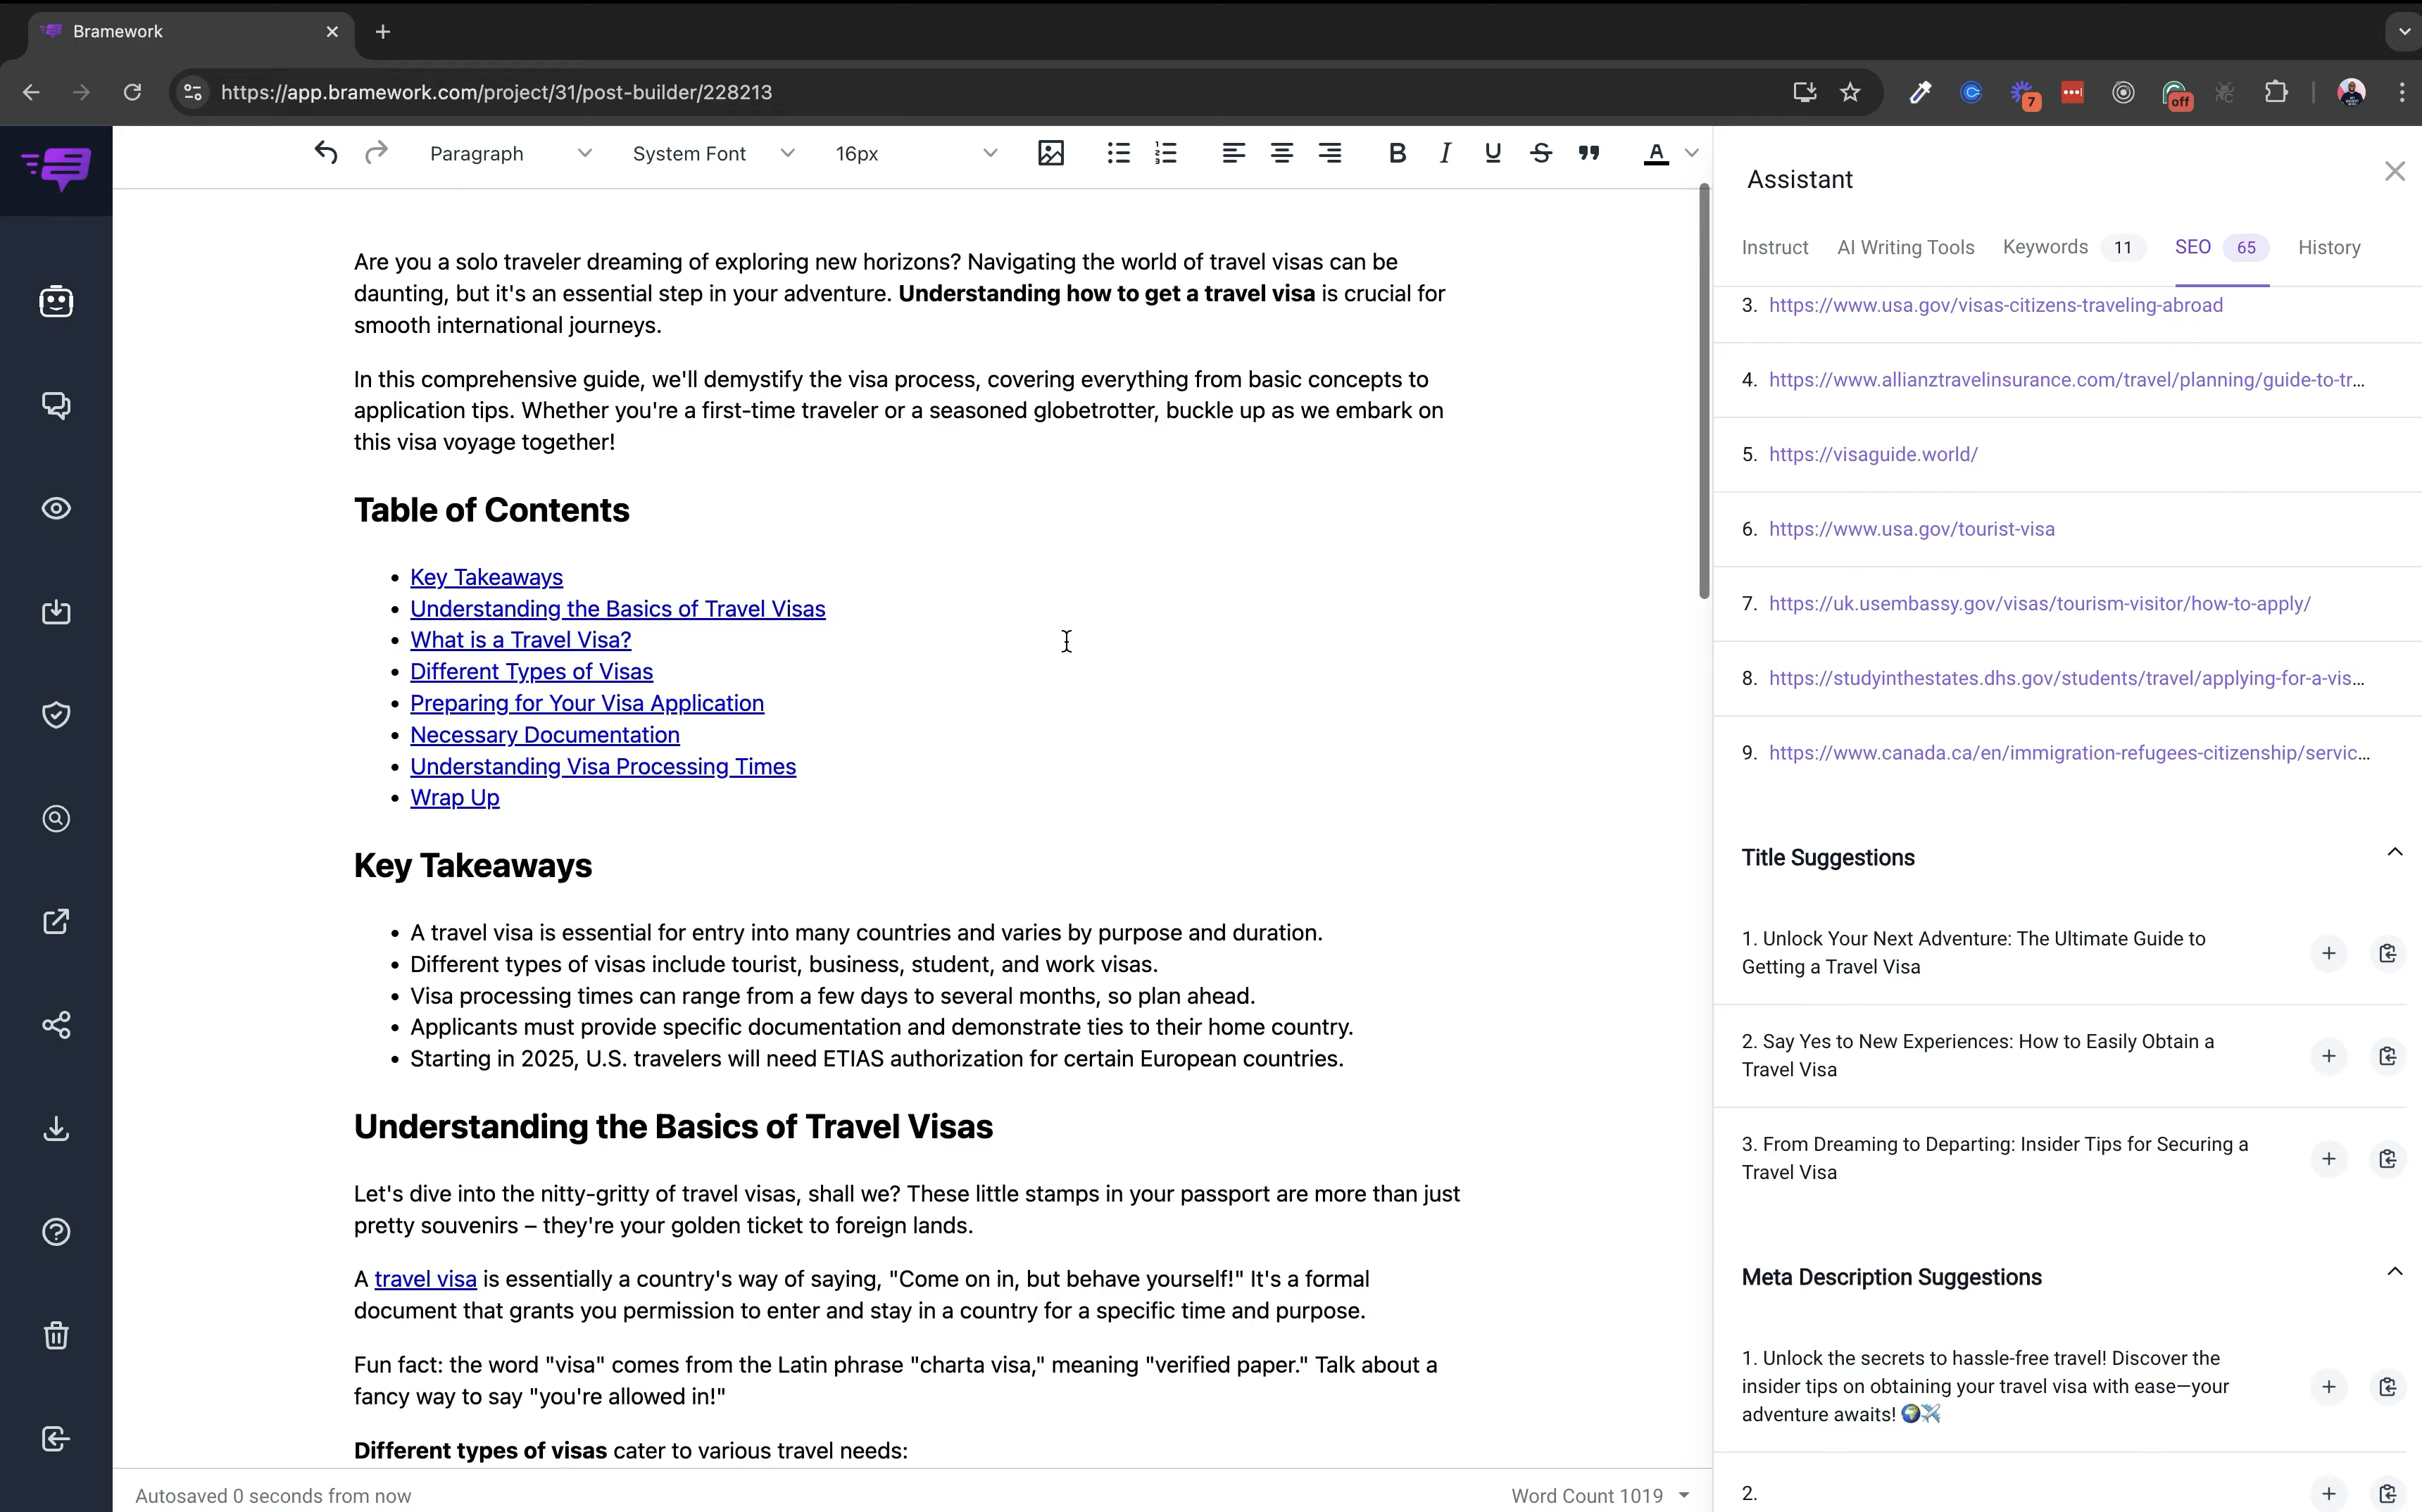 Bramework
https://app.bramework.com/project/31/post-builder/228213
7
off
Paragraph
System Font
16px
B
I
U
S
A
Are you a solo traveler dreaming of exploring new horizons? Navigating the world of travel visas can be
daunting, but it's an essential step in your adventure. Understanding how to get a travel visa is crucial for
smooth international journeys.
In this comprehensive guide, we'll demystify the visa process, covering everything from basic concepts to
application tips. Whether you're a first-time traveler or a seasoned globetrotter, buckle up as we embark on
this visa voyage together!
Table of Contents
• Key Takeaways
• Understanding the Basics of Travel Visas
• What is a Travel Visa?
• Different Types of Visas
• Preparing for Your Visa Application
• Necessary Documentation
• Understanding Visa Processing Times
• Wrap Up
Key Takeaways
• A travel visa is essential for entry into many countries and varies by purpose and duration.
• Different types of visas include tourist, business, student, and work visas.
• Visa processing times can range from a few days to several months, so plan ahead.
• Applicants must provide specific documentation and demonstrate ties to their home country.
• Starting in 2025, U.S. travelers will need ETIAS authorization for certain European countries.
Understanding the Basics of Travel Visas
Let's dive into the nitty-gritty of travel visas, shall we? These little stamps in your passport are more than just
pretty souvenirs – they're your golden ticket to foreign lands.
A travel visa is essentially a country's way of saying, "Come on in, but behave yourself!" It's a formal
document that grants you permission to enter and stay in a country for a specific time and purpose.
Fun fact: the word "visa" comes from the Latin phrase "charta visa," meaning "verified paper." Talk about a
fancy way to say "you're allowed in!"
Different types of visas cater to various travel needs:
Autosaved 0 seconds from now
Word Count 1019
Assistant
Instruct
AI Writing Tools
Keywords 11
SEO 65
History
3. https://www.usa.gov/visas-citizens-traveling-abroad
4. https://www.allianztravelinsurance.com/travel/planning/guide-to-tr...
5. https://visaguide.world/
6. https://www.usa.gov/tourist-visa
7. https://uk.usembassy.gov/visas/tourism-visitor/how-to-apply/
8. https://studyinthestates.dhs.gov/students/travel/applying-for-a-vis...
9. https://www.canada.ca/en/immigration-refugees-citizenship/servic...
Title Suggestions
1. Unlock Your Next Adventure: The Ultimate Guide to
Getting a Travel Visa
2. Say Yes to New Experiences: How to Easily Obtain a
Travel Visa
3. From Dreaming to Departing: Insider Tips for Securing a
Travel Visa
Meta Description Suggestions
1. Unlock the secrets to hassle-free travel! Discover the
insider tips on obtaining your travel visa with ease—your
adventure awaits! 🌍✈️
2.